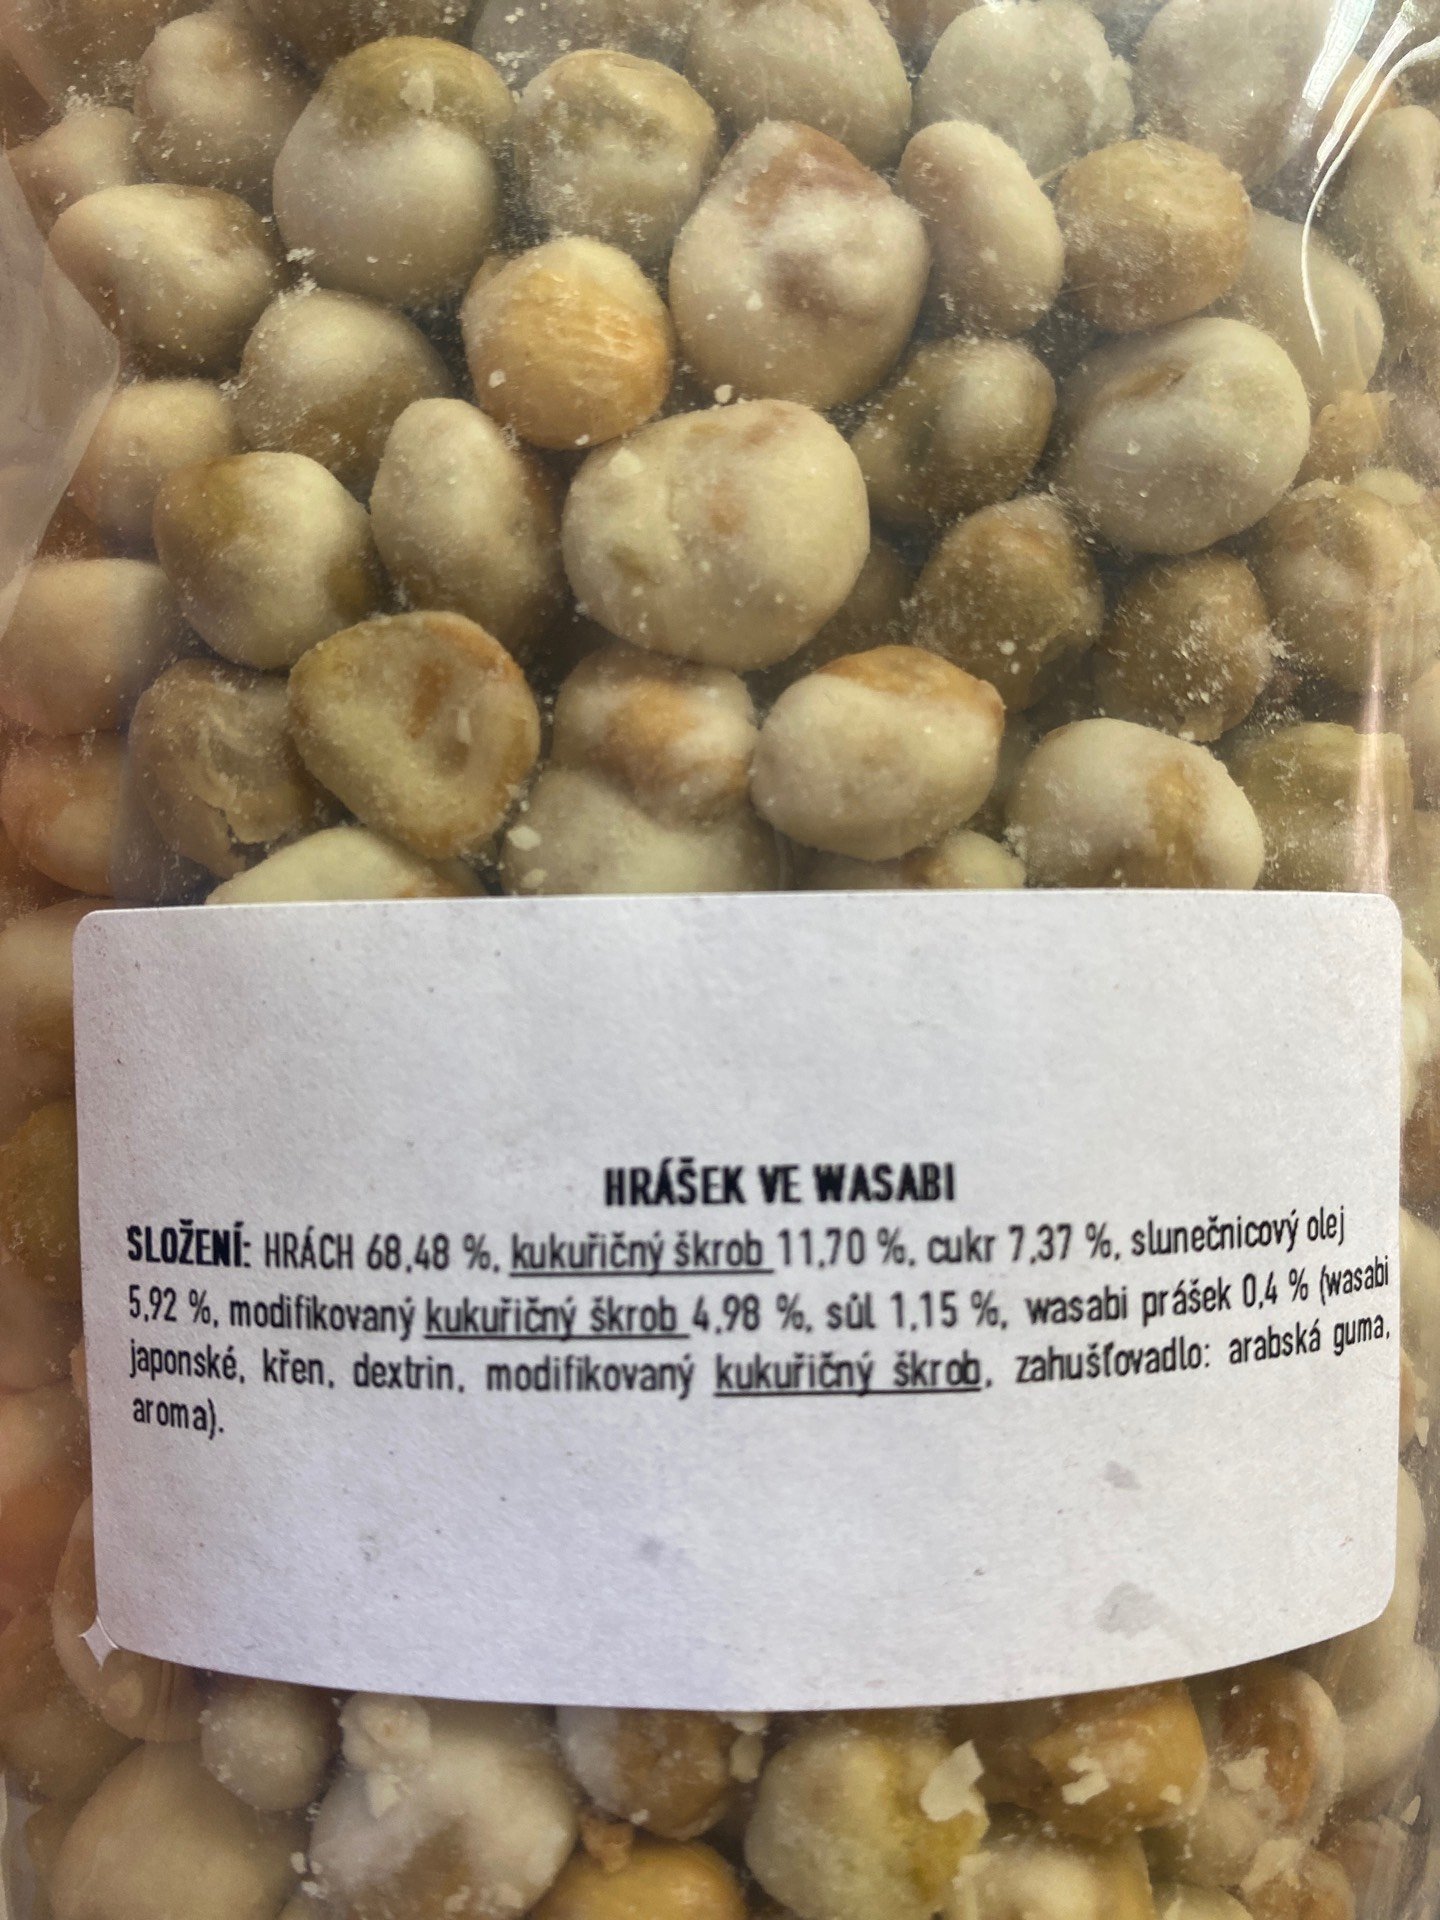 HRÁŠEK VE WASABI
SLOŽENÍ: HRÁCH 68,48 %, kukuřičný škrob 11,70 %, cukr 7,37 %, slunečnicový olej
5,92 %, modifikovaný kukuřičný škrob 4,98 %, sůl 1,15 %, wasabi prášek 0,4 % (wasabi
japonské, křen, dextrin, modifikovaný kukuřičný škrob, zahušťovadlo: arabská guma,
aroma).